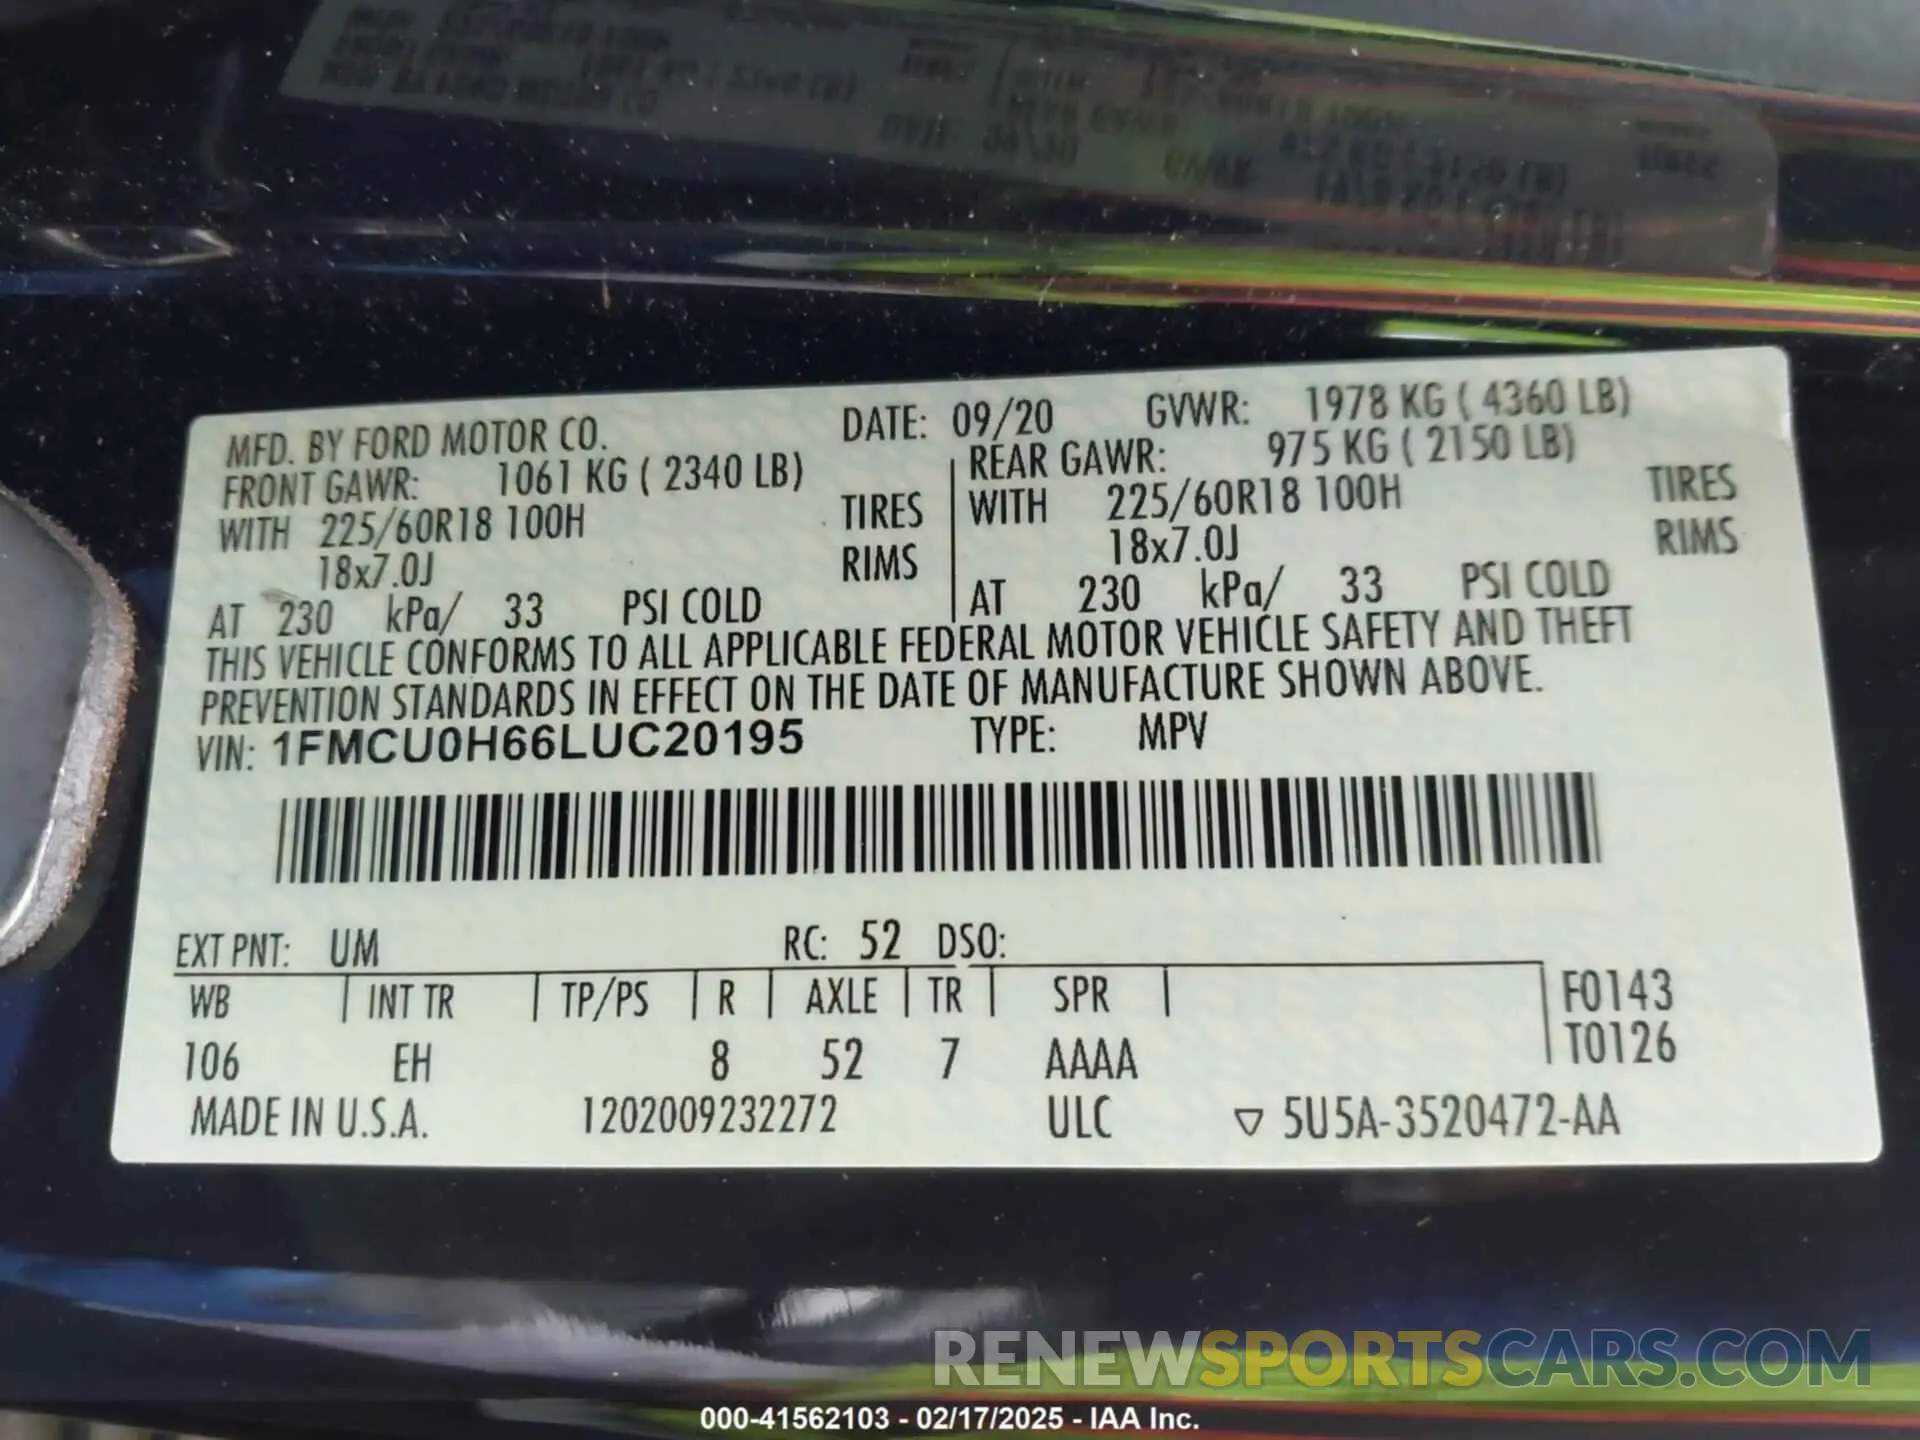 MFD. BY FORD MOTOR CO. DATE: 09/20 GVWR: 1978 KG ( 4360 LB)
FRONT GAWR: 1061 KG ( 2340 LB) REAR GAWR: 975 KG ( 2150 LB)
WITH 225/60R18 100H TIRES WITH 225/60R18 100H TIRES
18x7.0J RIMS 18x7.0J RIMS
AT 230 kPa/ 33 PSI COLD AT 230 kPa/ 33 PSI COLD
THIS VEHICLE CONFORMS TO ALL APPLICABLE FEDERAL MOTOR VEHICLE SAFETY AND THEFT
PREVENTION STANDARDS IN EFFECT ON THE DATE OF MANUFACTURE SHOWN ABOVE.
VIN: 1FMCU0H66LUC20195 TYPE: MPV
EXT PNT: UM RC: 52 DSO:
WB INT TR TP/PS R AXLE TR SPR F0143
T0126
106 EH 8 52 7 AAAA
MADE IN U.S.A. 1202009232272 ULC ▽ 5U5A-3520472-AA
RENEWSPORTSCARS.COM
000-41562103 - 02/17/2025 - IAA Inc.